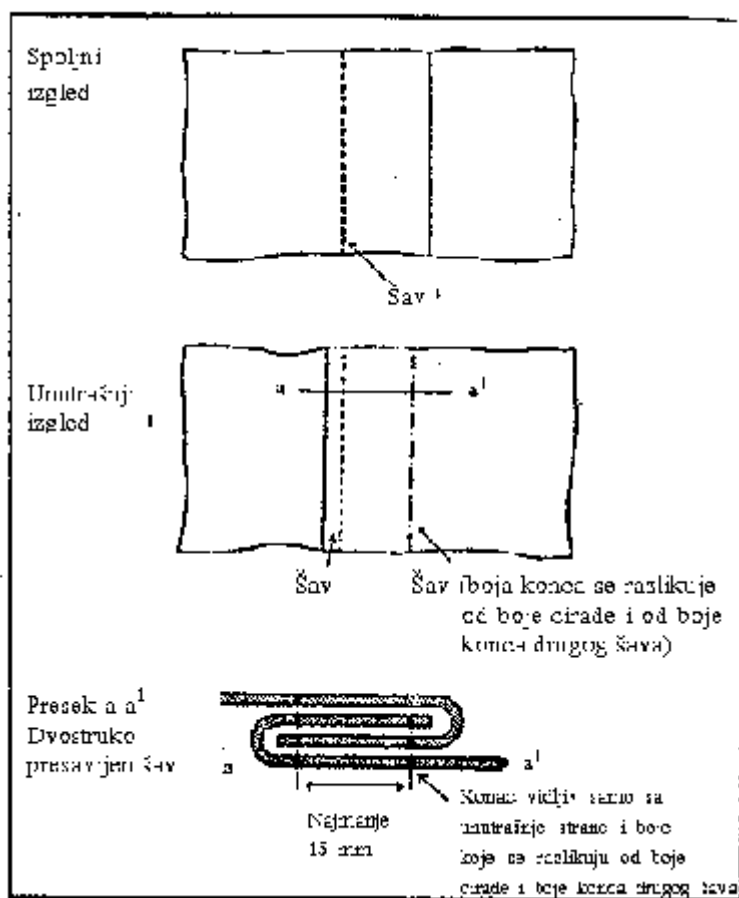 Spoljni
izgled
Šav
Unutrašnji
izgled
a a¹
Šav
Šav (boja konca se razlikuje
od boje cirade i od boje
konca drugog šava)
Presek a-a¹
Dvostruko
presavijen šav
a a¹
Najmanje
15 mm
Konac vidljiv samo sa
unutrašnje strane i boje
koje se razlikuju od boje
cirade i boje konca drugog šava